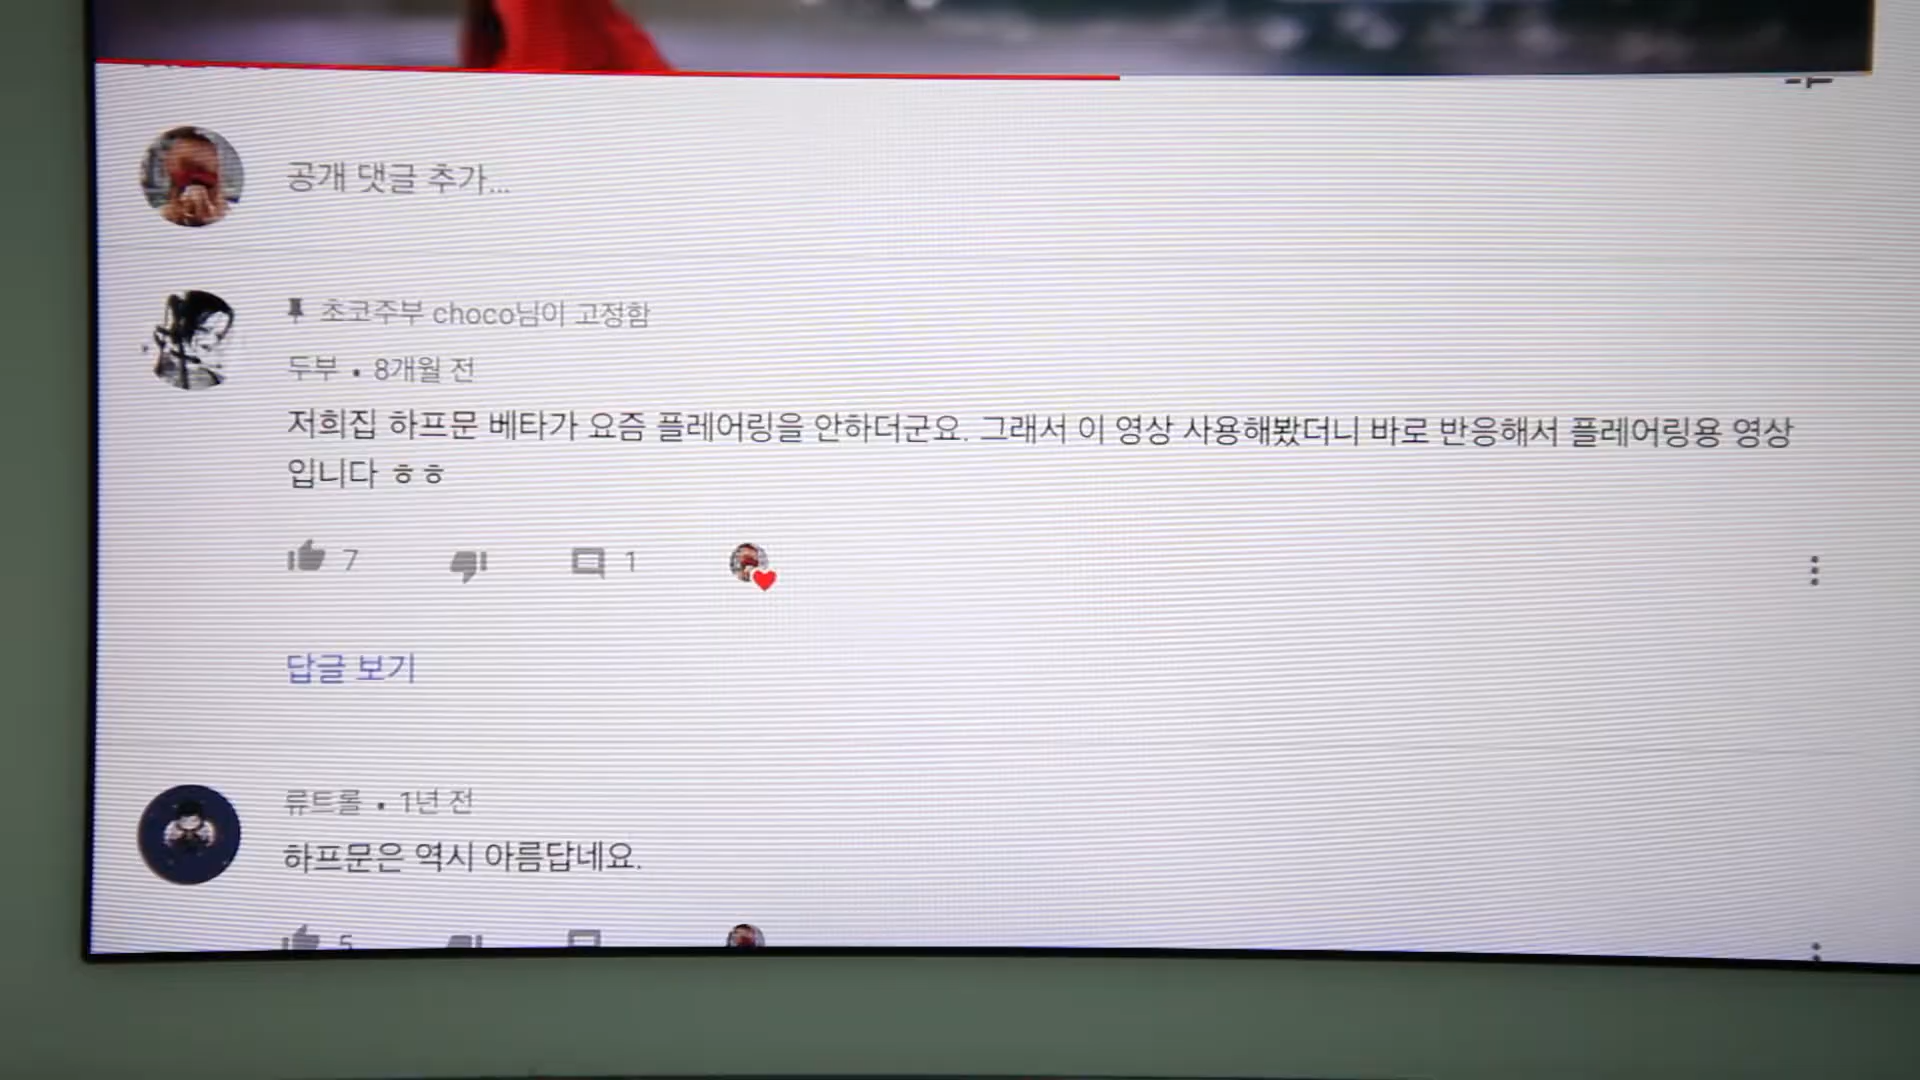 공개 댓글 추가...
초코주부 choco님이 고정함
두부 • 8개월 전
저희집 하프문 베타가 요즘 플레어링을 안하더군요. 그래서 이 영상 사용해봤더니 바로 반응해서 플레어링용 영상
입니다 ㅎㅎ
7 1
답글 보기
류트롤 • 1년 전
하프문은 역시 아름답네요.
5